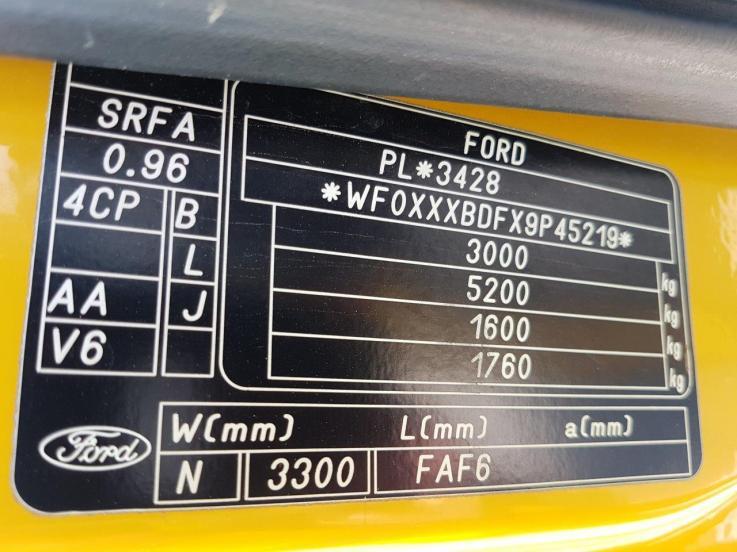 SRFA
0.96
4CP B
L
AA J
V6
FORD
PL*3428
*WF0XXXBDFX9P45219*
3000 kg
5200 kg
1600 kg
1760 kg
Ford
W(mm) L(mm) a(mm)
N 3300 FAF6